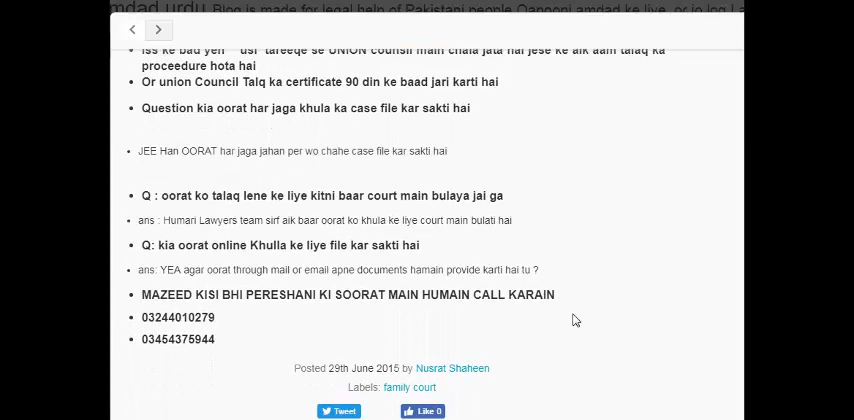 amdad urdu Blog is made for legal help of Pakistani people Qanooni amdad ke liye, or jo log La
Iss ke bad yeh usi tareeqe se UNION counsil main chala jata hai jese ke aik aam talaq ka
proceedure hota hai
Or union Council Talq ka certificate 90 din ke baad jari karti hai
Question kia oorat har jaga khula ka case file kar sakti hai
JEE Han OORAT har jaga jahan per wo chahe case file kar sakti hai
Q : oorat ko talaq lene ke liye kitni baar court main bulaya jai ga
ans : Humari Lawyers team sirf aik baar oorat ko khula ke liye court main bulati hai
Q: kia oorat online Khulla ke liye file kar sakti hai
ans: YEA agar oorat through mail or email apne documents hamain provide karti hai tu ?
MAZEED KISI BHI PERESHANI KI SOORAT MAIN HUMAIN CALL KARAIN
03244010279
03454375944
Posted 29th June 2015 by Nusrat Shaheen
Labels: family court
Tweet Like 0